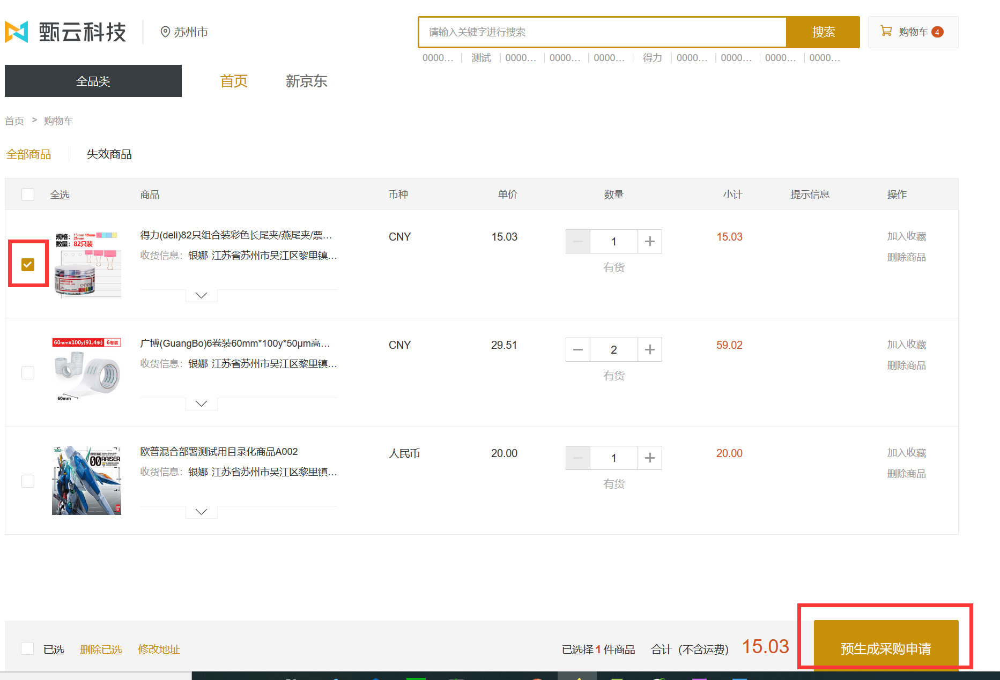 甄云科技
苏州市
请输入关键字进行搜索
搜索
购物车 4
0000... | 测试 | 0000... | 0000... | 0000... | 得力 | 0000... | 0000... | 0000... | 0000...
全品类
首页
新京东
首页 > 购物车
全部商品
失效商品
全选 商品 币种 单价 数量 小计 提示信息 操作
规格: 15mm 19mm
25mm
数量: 82只装
得力(deli)82只组合装彩色长尾夹/燕尾夹/票...
收货信息: 银娜 江苏省苏州市吴江区黎里镇...
CNY
15.03
1
有货
15.03
加入收藏
删除商品
60mmx100y(91.4米) 6卷装
60mm
广博(GuangBo)6卷装60mm*100y*50μm高...
收货信息: 银娜 江苏省苏州市吴江区黎里镇...
CNY
29.51
2
有货
59.02
加入收藏
删除商品
00 RAISER
欧普混合部署测试用目录化商品A002
收货信息: 银娜 江苏省苏州市吴江区黎里镇...
人民币
20.00
1
有货
20.00
加入收藏
删除商品
已选 删除已选 修改地址
已选择 1 件商品 合计 (不含运费) 15.03
预生成采购申请